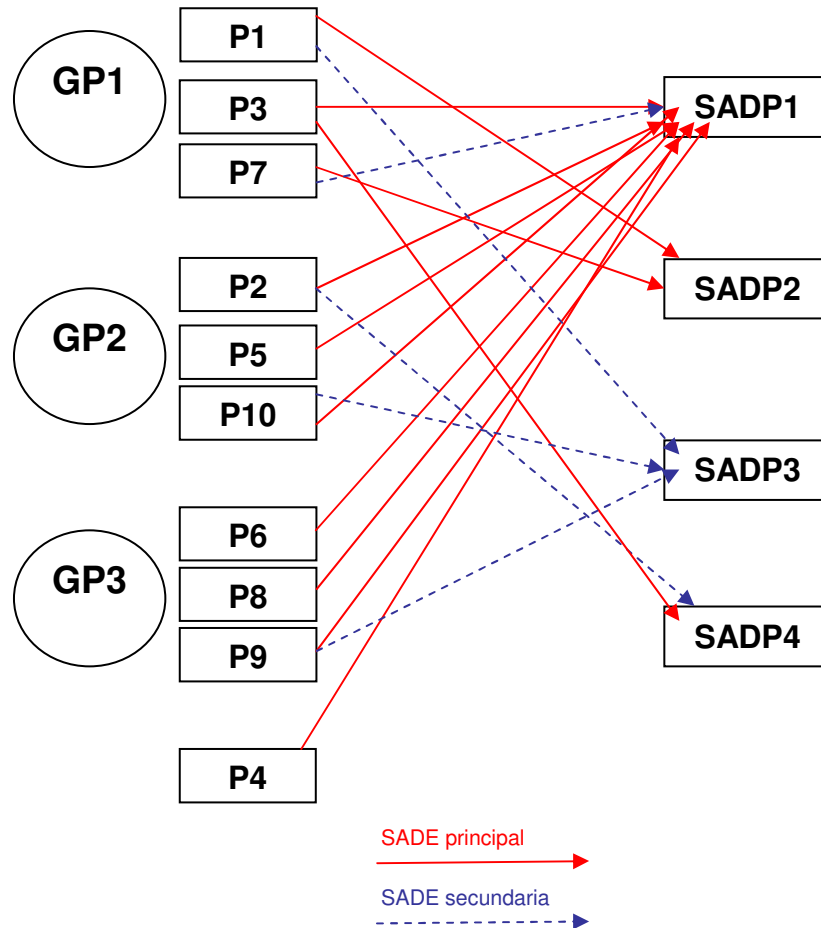 GP1
P1
P3
P7
GP2
P2
P5
P10
GP3
P6
P8
P9
P4
SADP1
SADP2
SADP3
SADP4
SADE principal
SADE secundaria